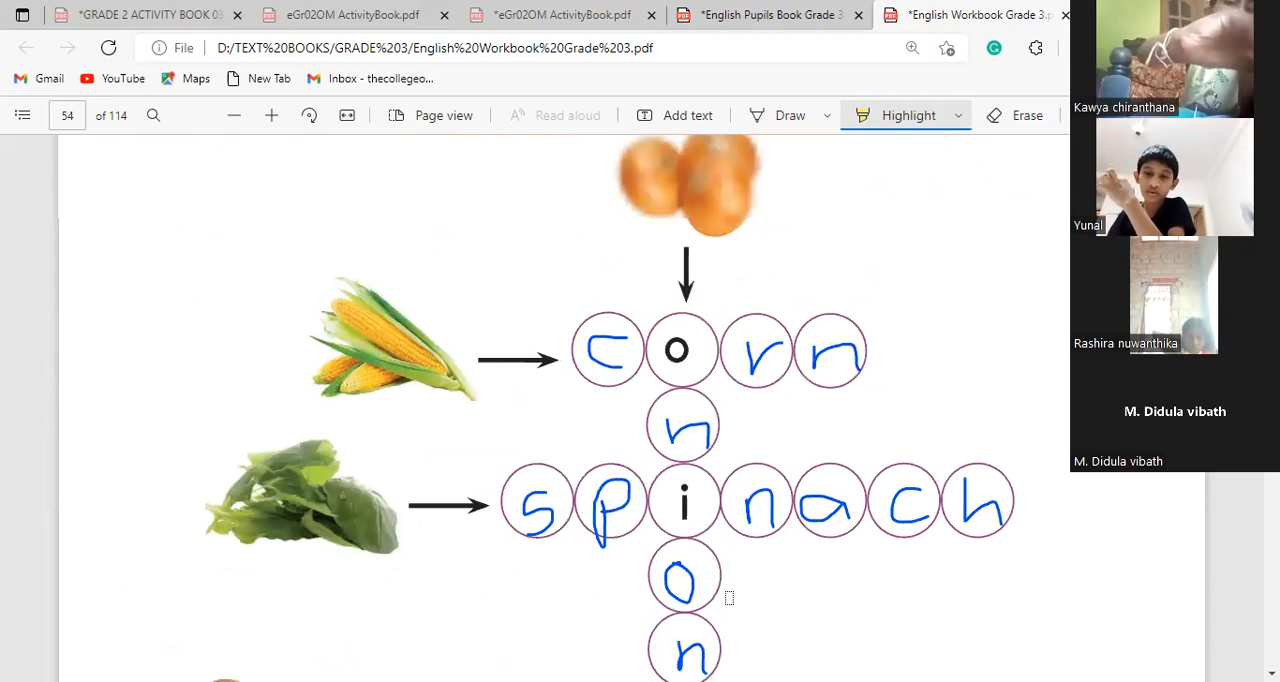 *GRADE 2 ACTIVITY BOOK 03
eGr02OM ActivityBook.pdf
*eGr02OM ActivityBook.pdf
*English Pupils Book Grade 3
*English Workbook Grade 3.p
File
D:/TEXT%20BOOKS/GRADE%203/English%20Workbook%20Grade%203.pdf
Gmail
YouTube
Maps
New Tab
Inbox - thecollegeo...
54
of 114
Page view
Read aloud
Add text
Draw
Highlight
Erase
Kawya chiranthana
Yunal
Rashira nuwanthika
M. Didula vibath
M. Didula vibath
corn
n
spinach
o
n